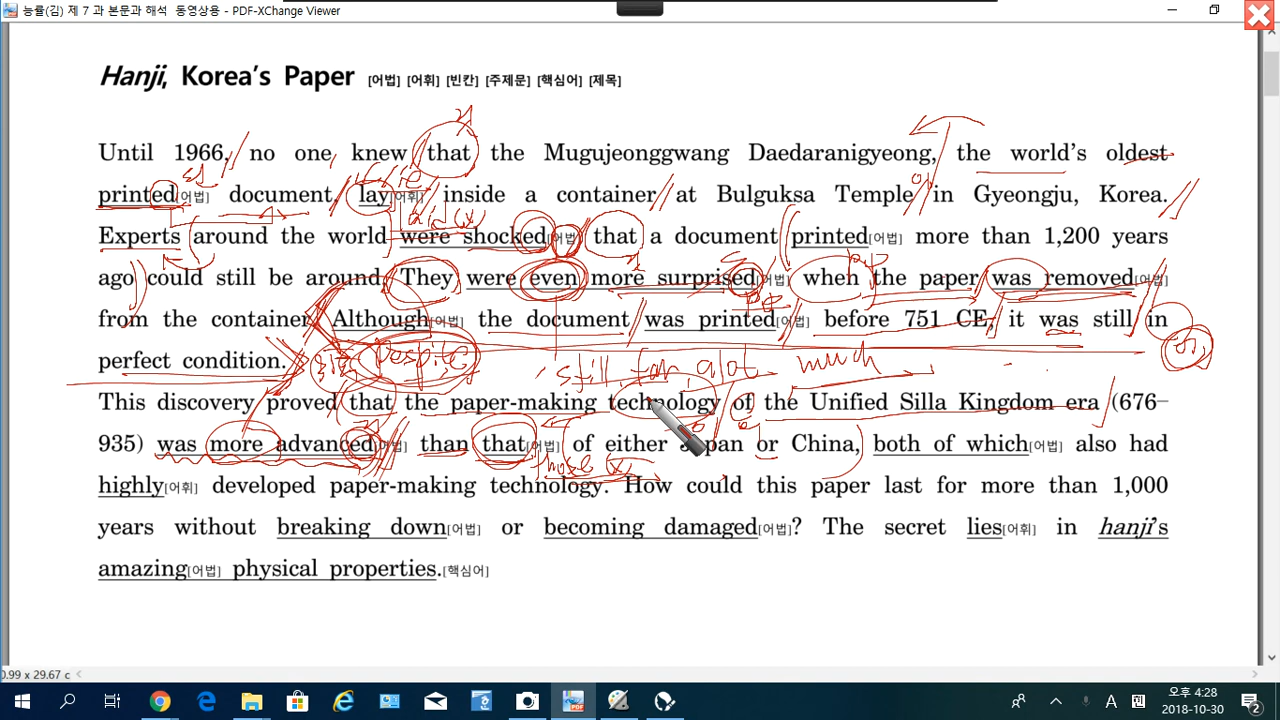 능률(김) 제 7 과 본문과 해석 동영상용 - PDF-XChange Viewer
Hanji, Korea's Paper [어법] [어휘] [빈칸] [주제문] [핵심어] [제목]
Until 1966, no one knew that the Mugujeonggwang Daedaranigyeong, the world's oldest
printed[어법] document, lay[어휘] inside a container at Bulguksa Temple in Gyeongju, Korea.
Experts around the world were shocked[어법] that a document printed[어법] more than 1,200 years
ago could still be around. They were even more surprised[어법] when the paper was removed[어법]
from the container. Although[어법] the document was printed[어법] before 751 CE, it was still in
perfect condition.
despite
still far, a lot much
This discovery proved that the paper-making technology of the Unified Silla Kingdom era (676–
935) was more advanced than that[어법] of either Japan or China, both of which also had
those (x)
highly[어휘] developed paper-making technology. How could this paper last for more than 1,000
years without breaking down[어법] or becoming damaged[어법]? The secret lies[어휘] in hanji's
amazing[어법] physical properties.[핵심어]
0.99 x 29.67 c
A 오후 4:28
2018-10-30
2